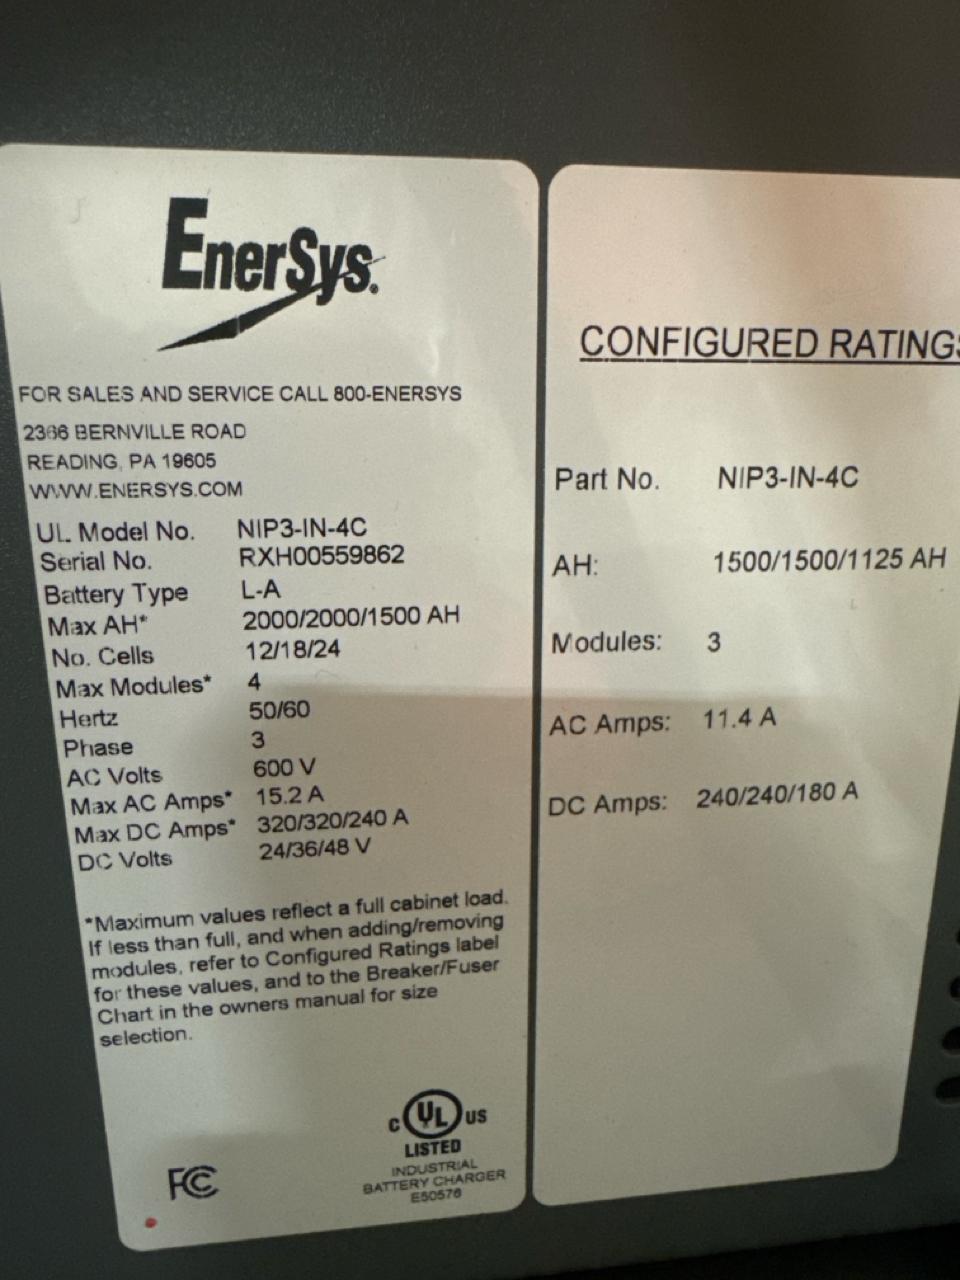 EnerSys.
FOR SALES AND SERVICE CALL 800-ENERSYS
2366 BERNVILLE ROAD
READING, PA 19605
WWW.ENERSYS.COM
UL Model No. NIP3-IN-4C
Serial No. RXH00559862
Battery Type L-A
Max AH* 2000/2000/1500 AH
No. Cells 12/18/24
Max Modules* 4
Hertz 50/60
Phase 3
AC Volts 600 V
Max AC Amps* 15.2 A
Max DC Amps* 320/320/240 A
DC Volts 24/36/48 V
*Maximum values reflect a full cabinet load.
If less than full, and when adding/removing
modules, refer to Configured Ratings label
for these values, and to the Breaker/Fuser
Chart in the owners manual for size
selection.
C UL US
LISTED
INDUSTRIAL
BATTERY CHARGER
E50576
FCC
CONFIGURED RATINGS
Part No. NIP3-IN-4C
AH: 1500/1500/1125 AH
Modules: 3
AC Amps: 11.4 A
DC Amps: 240/240/180 A